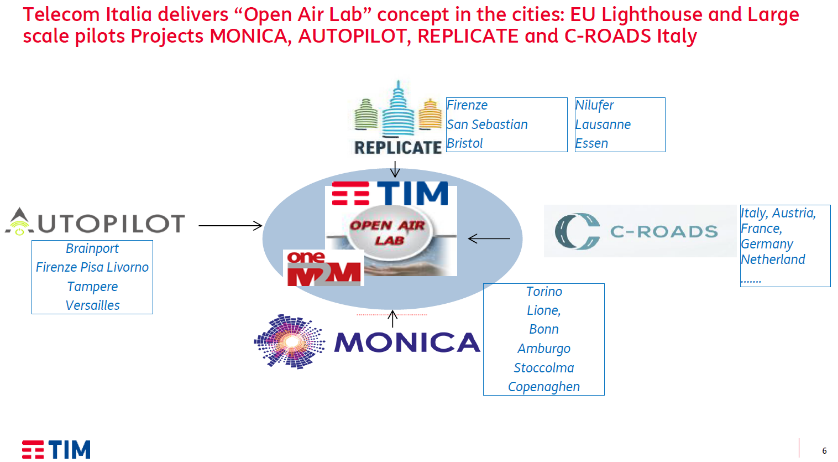 Telecom Italia delivers “Open Air Lab” concept in the cities: EU Lighthouse and Large
scale pilots Projects MONICA, AUTOPILOT, REPLICATE and C-ROADS Italy
REPLICATE
Firenze
San Sebastian
Bristol
Nilufer
Lausanne
Essen
AUTOPILOT
Brainport
Firenze Pisa Livorno
Tampere
Versailles
TIM
OPEN AIR
LAB
one
M2M
C-ROADS
Italy, Austria,
France,
Germany
Netherland
.......
MONICA
Torino
Lione,
Bonn
Amburgo
Stoccolma
Copenaghen
TIM
6